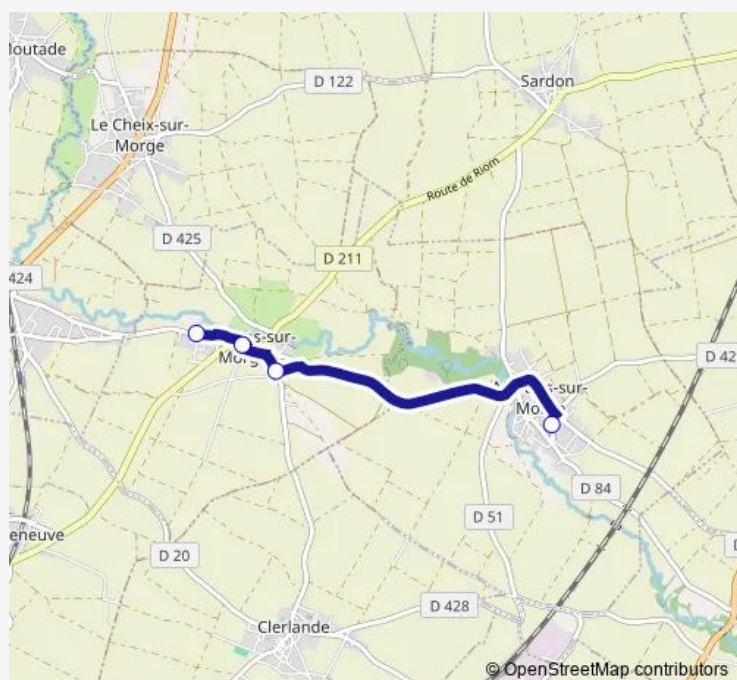 Moutade
Sardon
D 122
Le Cheix-sur-
Morge
Route de Riom
D 425
D 211
424
s-sur-
Morg
D 42
s-sur-
Mo
D 84
D 51
eneuve
D 20
D 428
Clerlande
© OpenStreetMap contributors